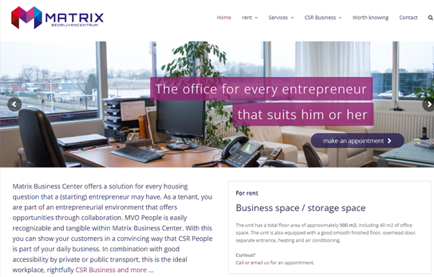 MATRIX
BEDRIJVENCENTRUM
Home rent Services CSR Business Worth knowing Contact
The office for every entrepreneur
that suits him or her
make an appointment
Matrix Business Center offers a solution for every housing
question that a (starting) entrepreneur may have. As a tenant, you
are part of an entrepreneurial environment that offers
opportunities through collaboration. MVO People is easily
recognizable and tangible within Matrix Business Center. With this
you can show your customers in a convincing way that CSR People
is part of your daily business. In combination with good
accessibility by private or public transport, this is the ideal
workplace, rightfully CSR Business and more ...
For rent
Business space / storage space
The unit has a total floor area of approximately 500 m2, including 40 m2 of office
space. The unit is also equipped with a good smooth finished floor, overhead door,
separate entrance, heating and air conditioning.
Curious?
Call or email us for an appointment.